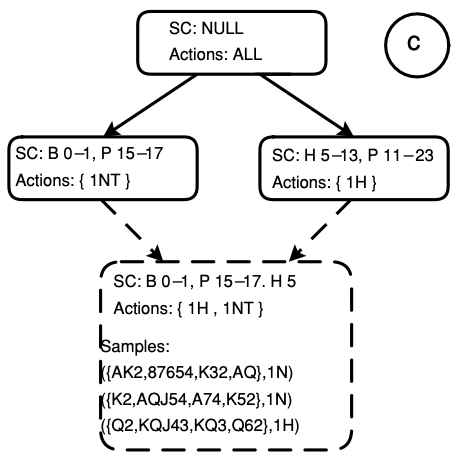 SC: NULL
Actions: ALL
C
SC: B 0–1, P 15–17
Actions: { 1NT }
SC: H 5–13, P 11–23
Actions: { 1H }
SC: B 0–1, P 15–17. H 5
Actions: { 1H , 1NT }
Samples:
({AK2,87654,K32,AQ},1N)
({K2,AQJ54,A74,K52},1N)
({Q2,KQJ43,KQ3,Q62},1H)